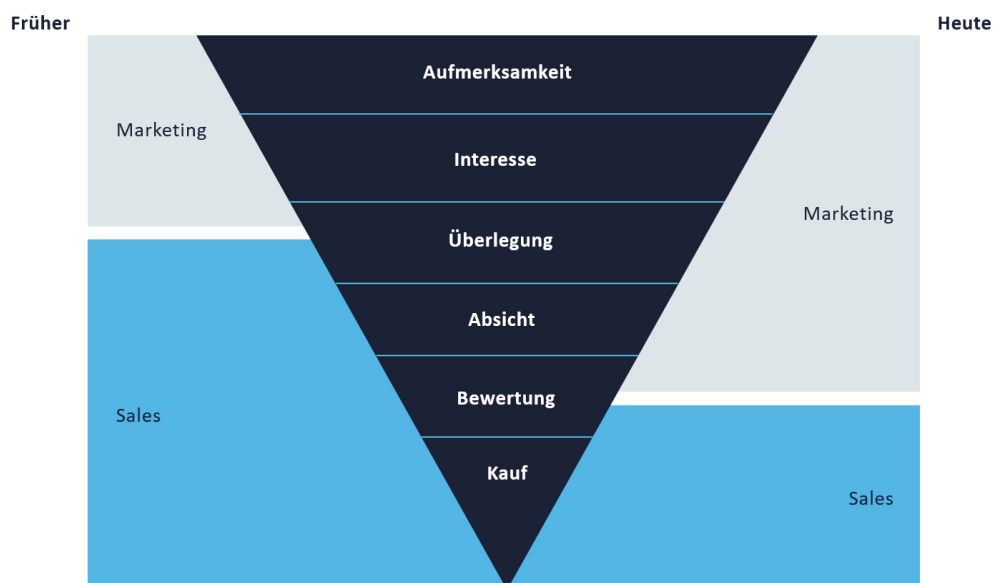 Früher
Heute
Aufmerksamkeit
Marketing
Interesse
Marketing
Überlegung
Absicht
Bewertung
Sales
Kauf
Sales